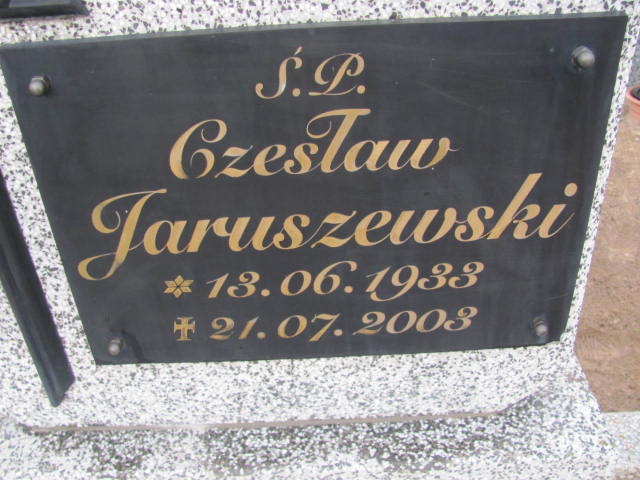 Ś.P.
Czesław
Jaruszewski
* 13.06.1933
✠ 21.07.2003